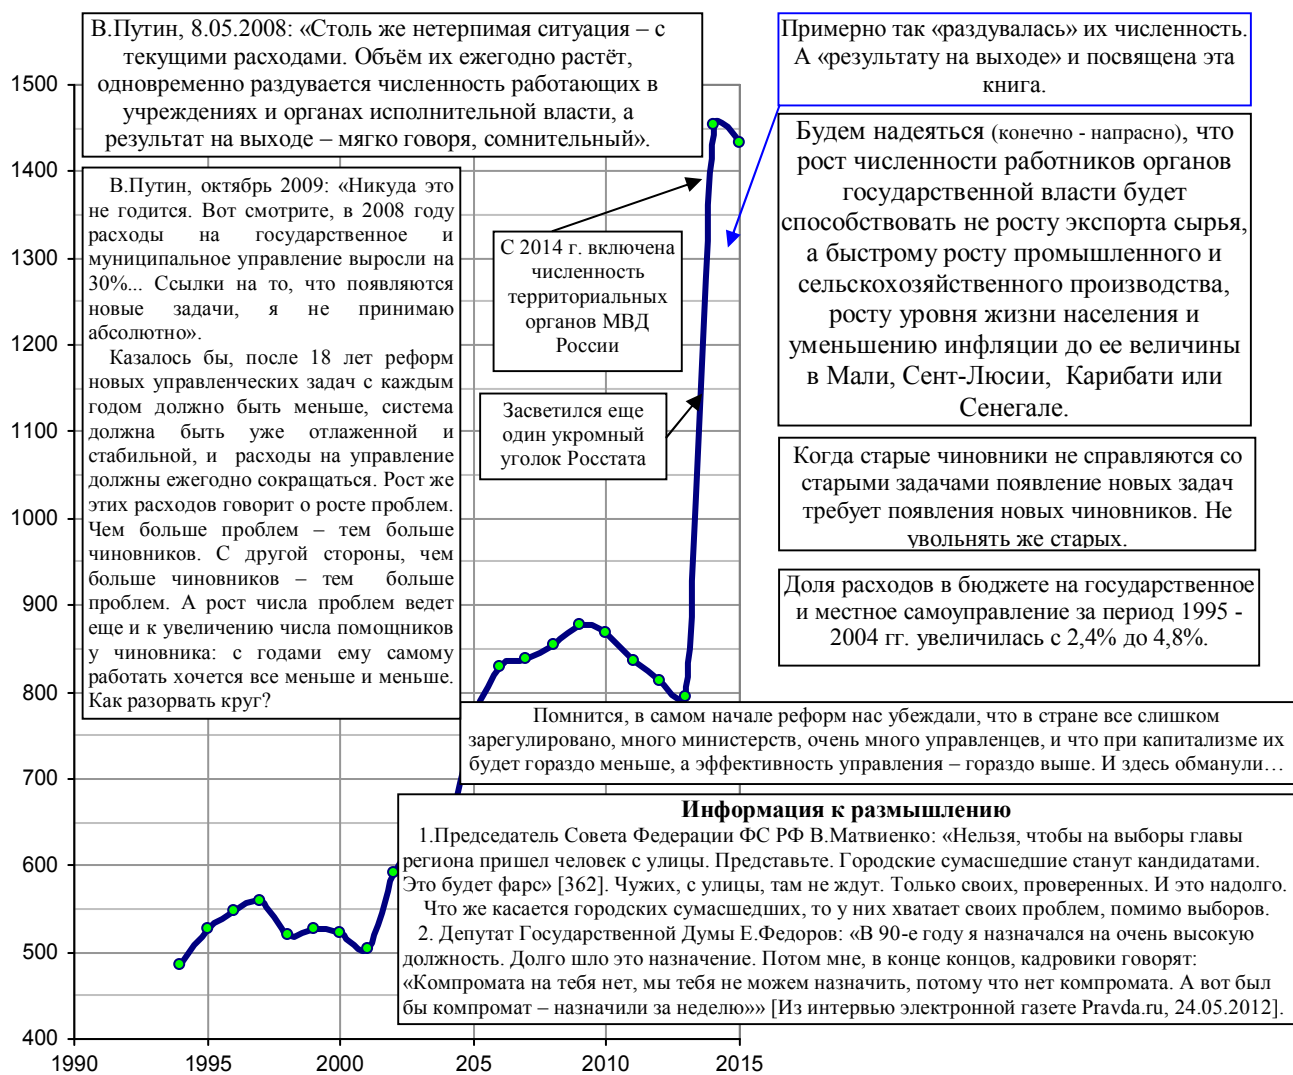 В.Путин, 8.05.2008: «Столь же нетерпимая ситуация – с
текущими расходами. Объём их ежегодно растёт,
одновременно раздувается численность работающих в
учреждениях и органах исполнительной власти, а
результат на выходе – мягко говоря, сомнительный».
Примерно так «раздувалась» их численность.
А «результату на выходе» и посвящена эта
книга.
В.Путин, октябрь 2009: «Никуда это
не годится. Вот смотрите, в 2008 году
расходы на государственное и
муниципальное управление выросли на
30%... Ссылки на то, что появляются
новые задачи, я не принимаю
абсолютно».
Казалось бы, после 18 лет реформ
новых управленческих задач с каждым
годом должно быть меньше, система
должна быть уже отлаженной и
стабильной, и расходы на управление
должны ежегодно сокращаться. Рост же
этих расходов говорит о росте проблем.
Чем больше проблем – тем больше
чиновников. С другой стороны, чем
больше чиновников – тем больше
проблем. А рост числа проблем ведет
еще и к увеличению числа помощников
у чиновника: с годами ему самому
работать хочется все меньше и меньше.
Как разорвать круг?
С 2014 г. включена
численность
территориальных
органов МВД
России
Засветился еще
один укромный
уголок Росстата
Будем надеяться (конечно - напрасно), что
рост численности работников органов
государственной власти будет
способствовать не росту экспорта сырья,
а быстрому росту промышленного и
сельскохозяйственного производства,
росту уровня жизни населения и
уменьшению инфляции до ее величины
в Мали, Сент-Люсии, Карибати или
Сенегале.
Когда старые чиновники не справляются со
старыми задачами появление новых задач
требует появления новых чиновников. Не
увольнять же старых.
Доля расходов в бюджете на государственное
и местное самоуправление за период 1995 -
2004 гг. увеличилась с 2,4% до 4,8%.
Помнится, в самом начале реформ нас убеждали, что в стране все слишком
зарегулировано, много министерств, очень много управленцев, и что при капитализме их
будет гораздо меньше, а эффективность управления – гораздо выше. И здесь обманули…
Информация к размышлению
1.Председатель Совета Федерации ФС РФ В.Матвиенко: «Нельзя, чтобы на выборы главы
региона пришел человек с улицы. Представьте. Городские сумасшедшие станут кандидатами.
Это будет фарс» [362]. Чужих, с улицы, там не ждут. Только своих, проверенных. И это надолго.
Что же касается городских сумасшедших, то у них хватает своих проблем, помимо выборов.
2. Депутат Государственной Думы Е.Федоров: «В 90-е году я назначался на очень высокую
должность. Долго шло это назначение. Потом мне, в конце концов, кадровики говорят:
«Компромата на тебя нет, мы тебя не можем назначить, потому что нет компромата. А вот был
бы компромат – назначили за неделю»» [Из интервью электронной газете Pravda.ru, 24.05.2012].
1500
1400
1300
1200
1100
1000
900
800
700
600
500
400
1990
1995
2000
205
2010
2015